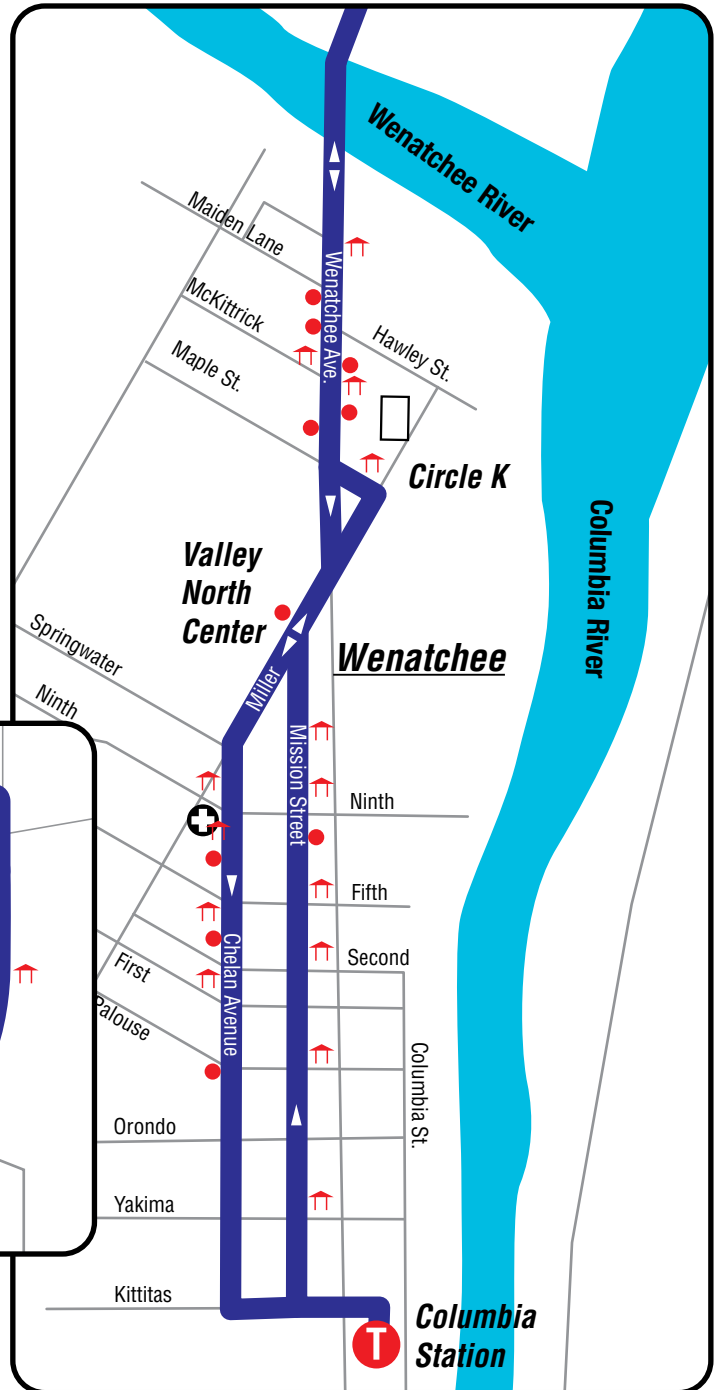 Wenatchee River
Maiden Lane
Wenatchee Ave.
McKittrick
Hawley St.
Maple St.
Circle K
Columbia River
Valley
North
Center
Springwater
Wenatchee
Miller
Ninth
Mission Street
Ninth
Fifth
Chelan Avenue
Second
First
Palouse
Columbia St.
Orondo
Yakima
Kittitas
Columbia
Station
T